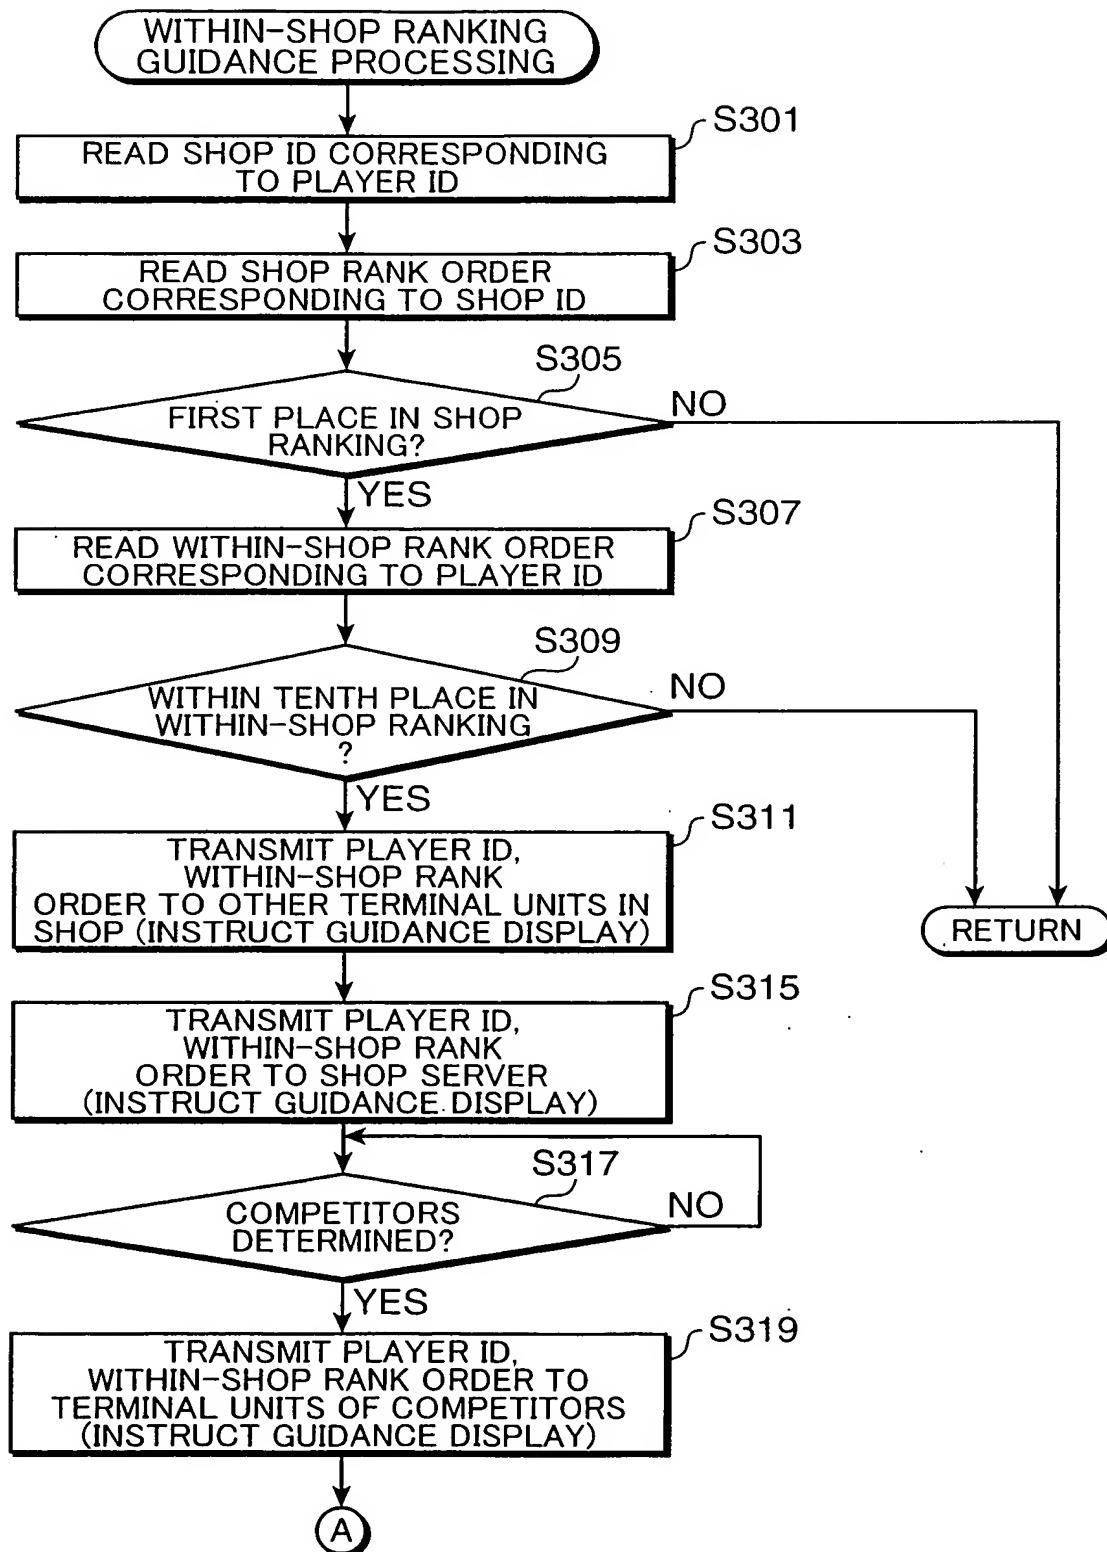 WITHIN-SHOP RANKING
GUIDANCE PROCESSING
S301
READ SHOP ID CORRESPONDING
TO PLAYER ID
S303
READ SHOP RANK ORDER
CORRESPONDING TO SHOP ID
S305
FIRST PLACE IN SHOP
RANKING?
NO
YES
S307
READ WITHIN-SHOP RANK ORDER
CORRESPONDING TO PLAYER ID
S309
WITHIN TENTH PLACE IN
WITHIN-SHOP RANKING
?
NO
YES
S311
TRANSMIT PLAYER ID,
WITHIN-SHOP RANK
ORDER TO OTHER TERMINAL UNITS IN
SHOP (INSTRUCT GUIDANCE DISPLAY)
RETURN
S315
TRANSMIT PLAYER ID,
WITHIN-SHOP RANK
ORDER TO SHOP SERVER
(INSTRUCT GUIDANCE DISPLAY)
S317
COMPETITORS
DETERMINED?
NO
YES
S319
TRANSMIT PLAYER ID,
WITHIN-SHOP RANK ORDER TO
TERMINAL UNITS OF COMPETITORS
(INSTRUCT GUIDANCE DISPLAY)
A